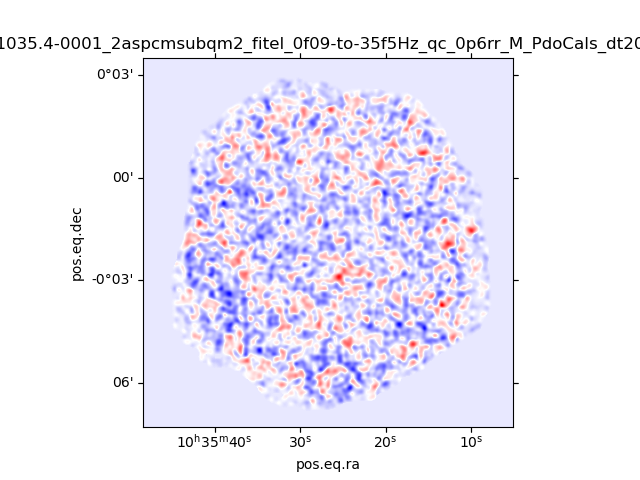 1035.4-0001_2aspcmsubqm2_fitel_0f09-to-35f5Hz_qc_0p6rr_M_PdoCals_dt20
0°03'
00'
-0°03'
06'
pos.eq.dec
10ʰ35ᵐ40ˢ 30ˢ 20ˢ 10ˢ
pos.eq.ra